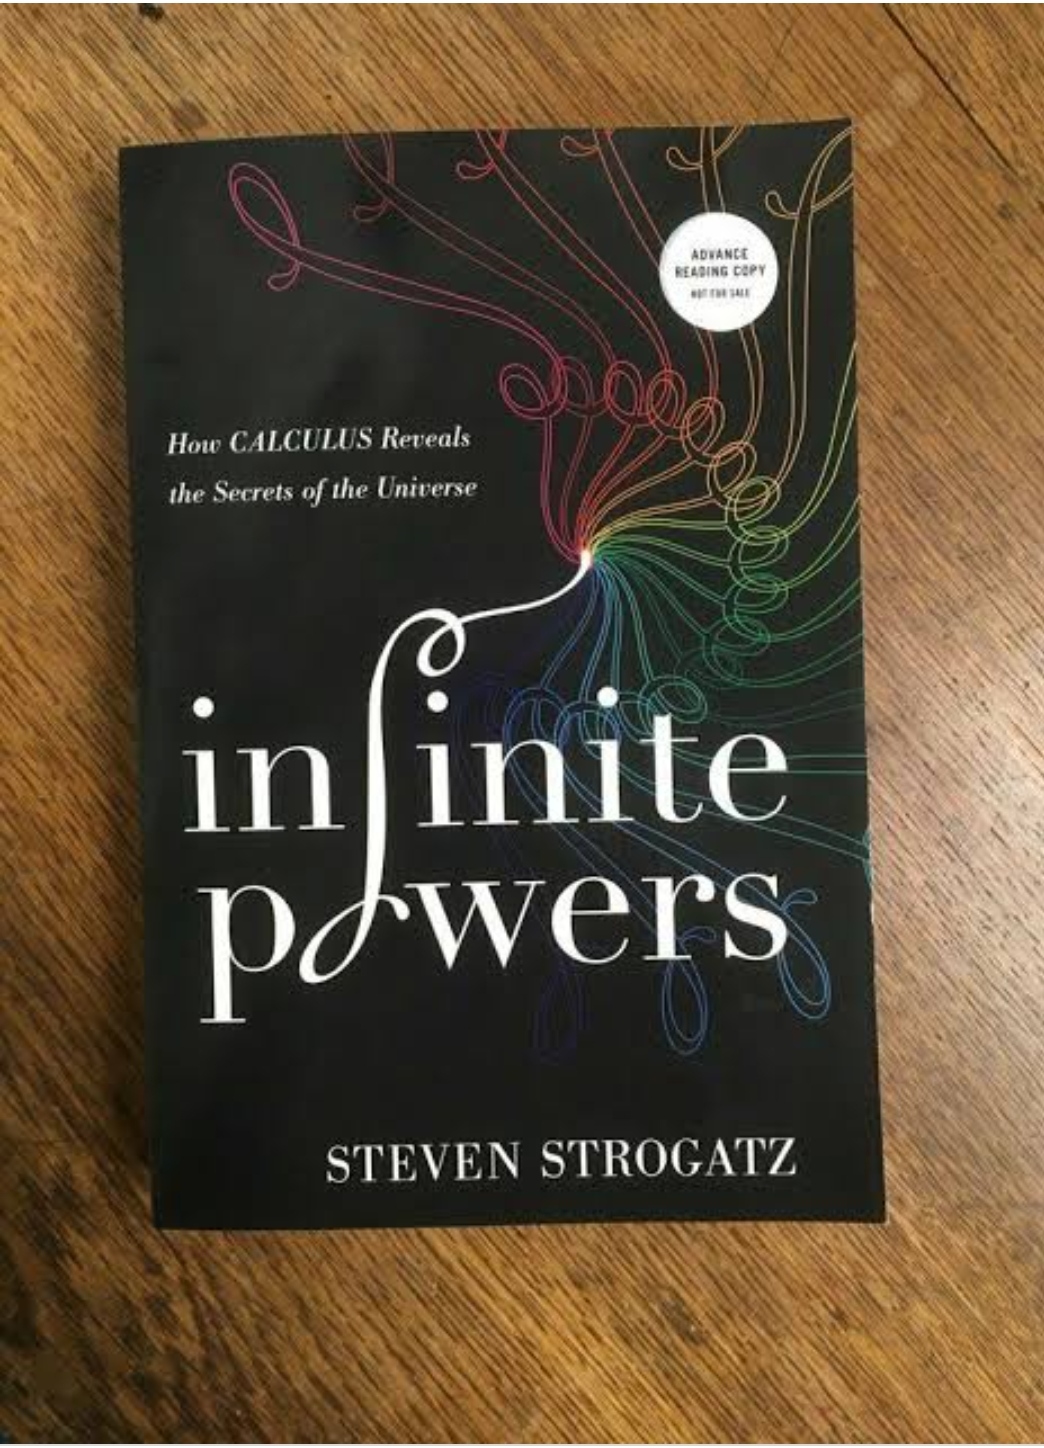 ADVANCE
READING COPY
NOT FOR SALE
How CALCULUS Reveals
the Secrets of the Universe
infinite
powers
STEVEN STROGATZ